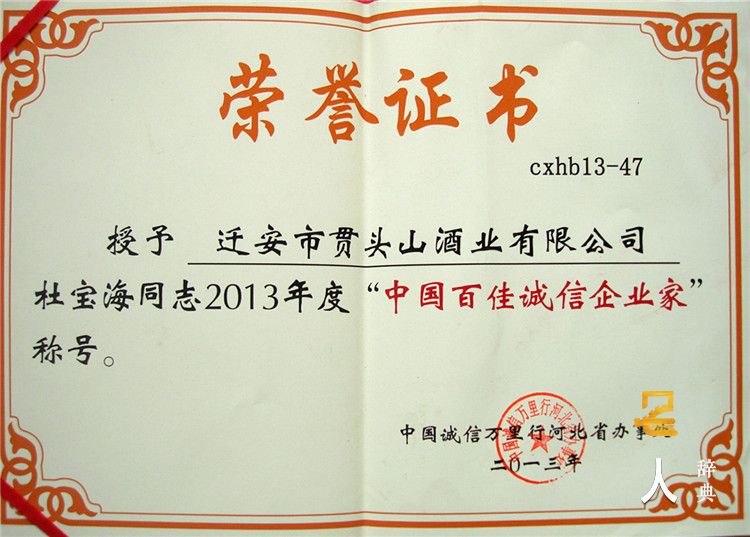 荣誉证书
cxhb13-47
授予 迁安市贯头山酒业有限公司
杜宝海同志2013年度“中国百佳诚信企业家”
称号。
中国诚信万里行河北省办事处
二〇一三年
人 辞典